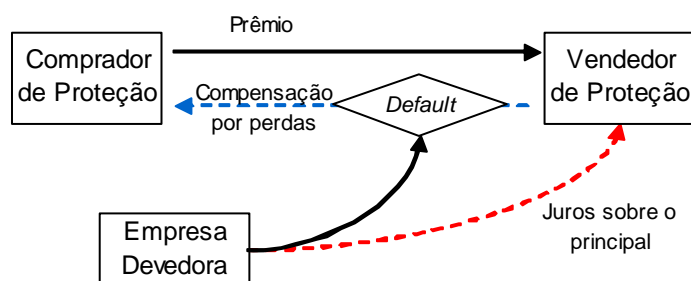 Prêmio
Comprador
de Proteção
Vendedor
de Proteção
Compensação
por perdas
Default
Empresa
Devedora
Juros sobre o
principal